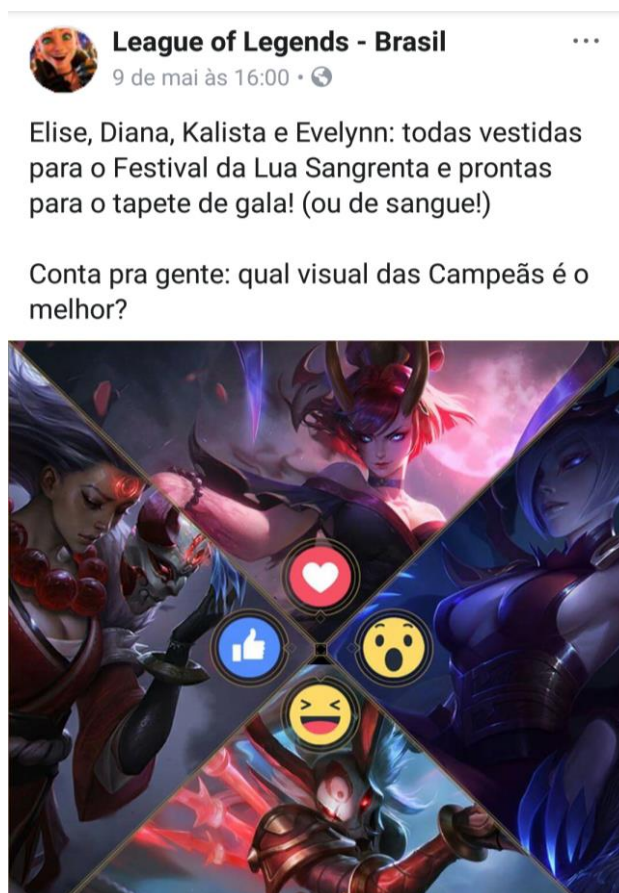 League of Legends - Brasil
9 de mai às 16:00 •
Elise, Diana, Kalista e Evelynn: todas vestidas
para o Festival da Lua Sangrenta e prontas
para o tapete de gala! (ou de sangue!)
Conta pra gente: qual visual das Campeãs é o
melhor?